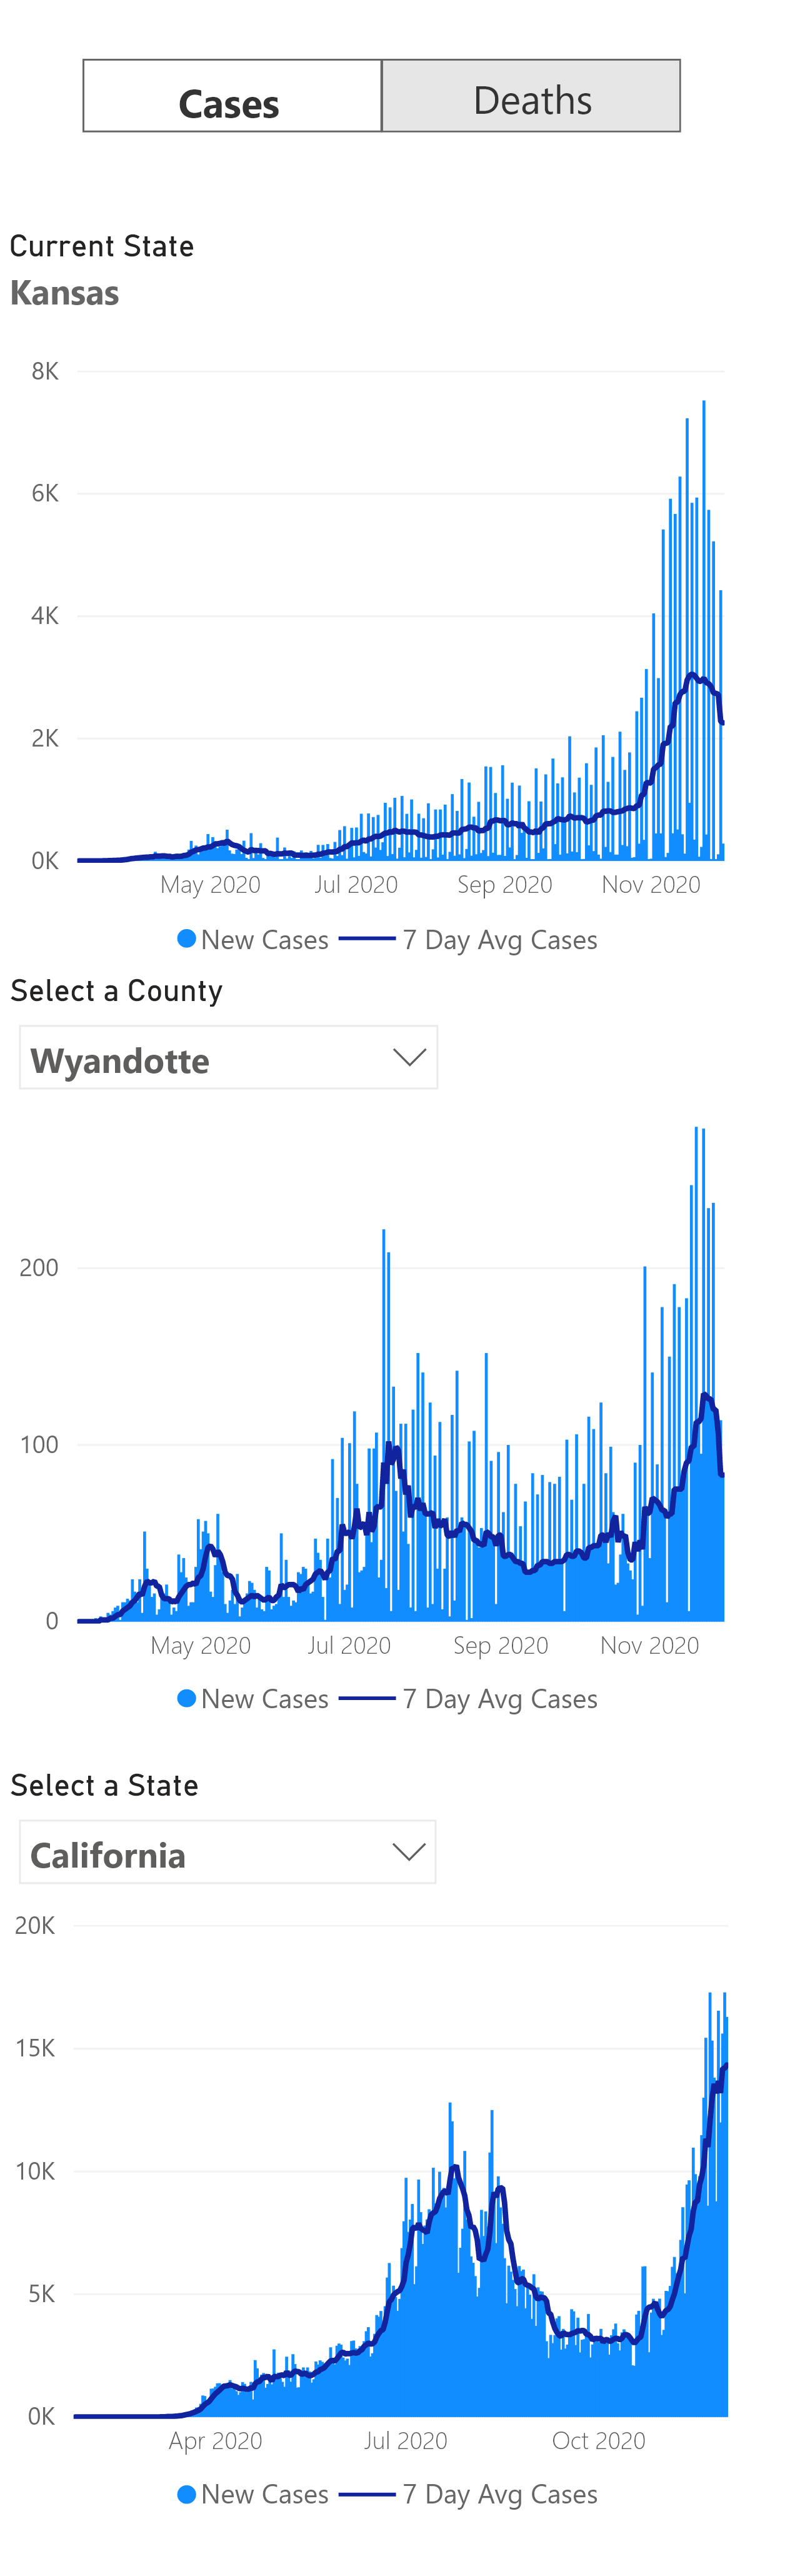 Cases Deaths
Current State
Kansas
8K
6K
4K
2K
0K
May 2020 Jul 2020 Sep 2020 Nov 2020
New Cases 7 Day Avg Cases
Select a County
Wyandotte
200
100
0
May 2020 Jul 2020 Sep 2020 Nov 2020
New Cases 7 Day Avg Cases
Select a State
California
20K
15K
10K
5K
0K
Apr 2020 Jul 2020 Oct 2020
New Cases 7 Day Avg Cases